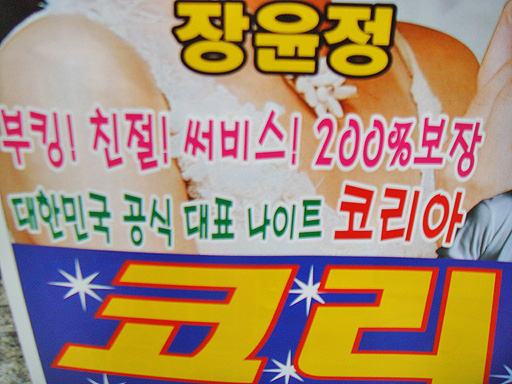 장윤정
부킹! 친절! 써비스! 200%보장
대한민국 공식 대표 나이트 코리아
코리